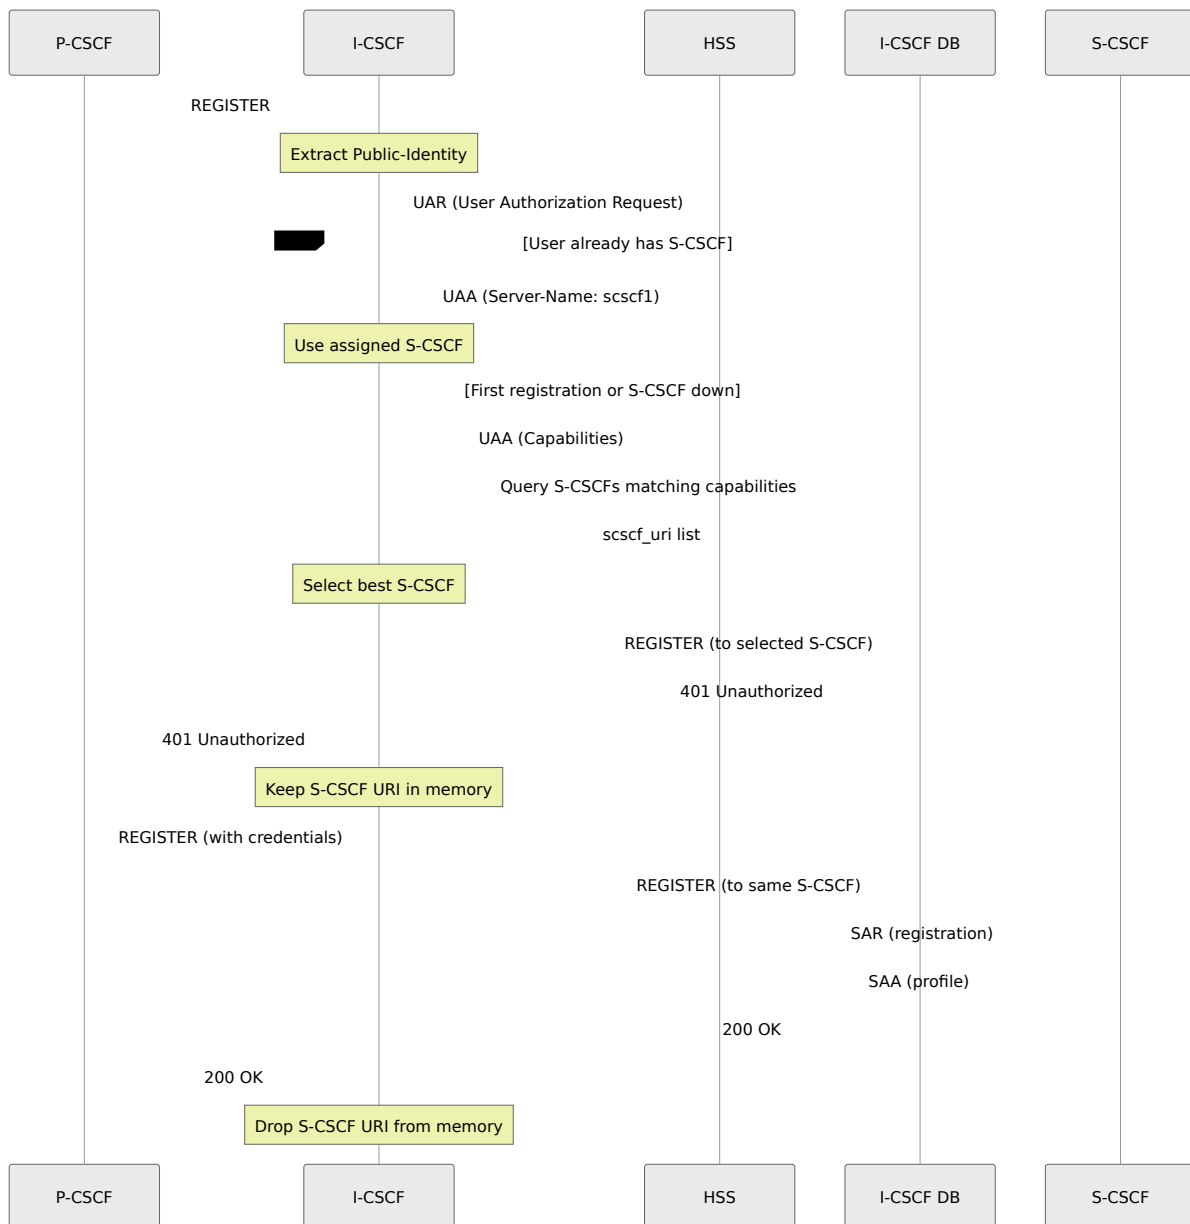 P-CSCF
I-CSCF
HSS
I-CSCF DB
S-CSCF
REGISTER
Extract Public-Identity
UAR (User Authorization Request)
[User already has S-CSCF]
UAA (Server-Name: scscf1)
Use assigned S-CSCF
[First registration or S-CSCF down]
UAA (Capabilities)
Query S-CSCFs matching capabilities
scscf_uri list
Select best S-CSCF
REGISTER (to selected S-CSCF)
401 Unauthorized
401 Unauthorized
Keep S-CSCF URI in memory
REGISTER (with credentials)
REGISTER (to same S-CSCF)
SAR (registration)
SAA (profile)
200 OK
200 OK
Drop S-CSCF URI from memory
P-CSCF
I-CSCF
HSS
I-CSCF DB
S-CSCF